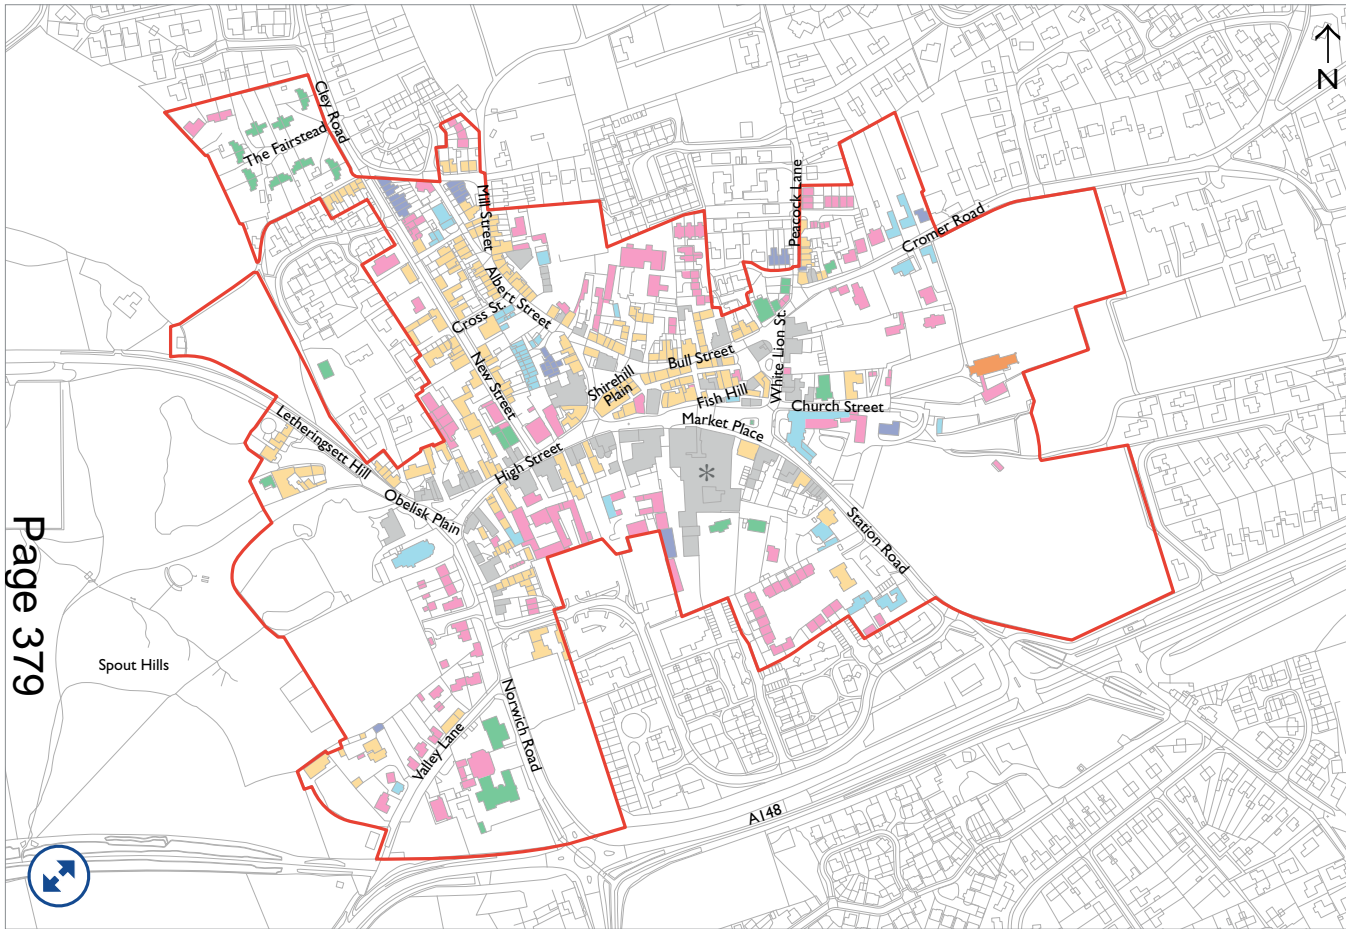 N
Cley Road
The Fairstead
Mill Street
Peacock Lane
Cromer Road
Albert Street
Cross St.
New Street
Shirehill
Plain
Bull Street
White Lion St.
Fish Hill
Church Street
Market Place
*
Letheringsett Hill
High Street
Obelisk Plain
Station Road
Page 379
Spout Hills
Norwich Road
Valley Lane
A148